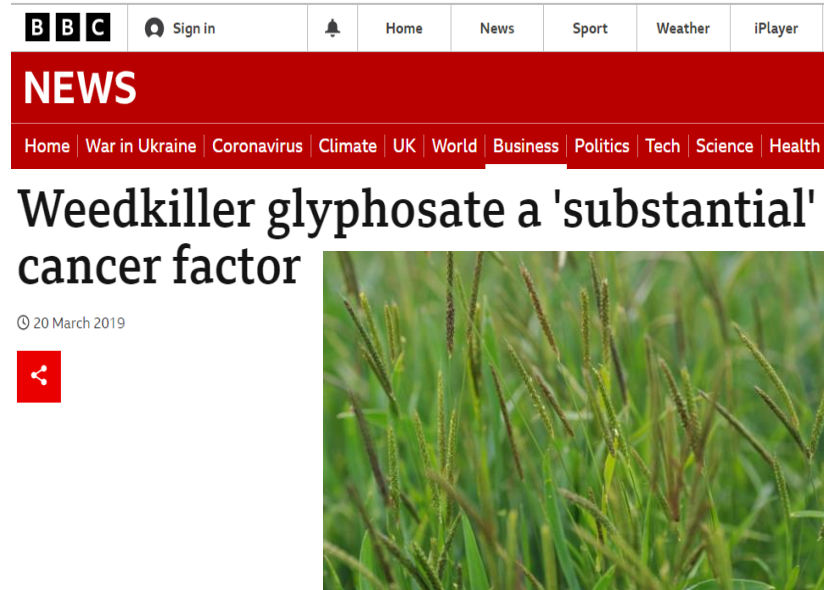 BBC Sign in Home News Sport Weather iPlayer
NEWS
Home War in Ukraine Coronavirus Climate UK World Business Politics Tech Science Health
Weedkiller glyphosate a 'substantial'
cancer factor
20 March 2019